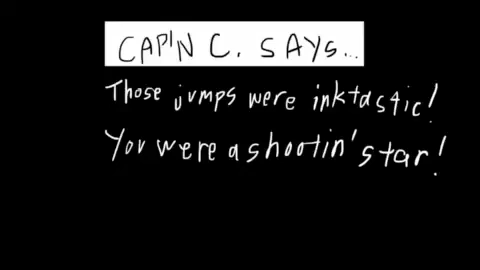 CAP'N C. SAYS...
Those jumps were inktastic!
You were a shootin' star!